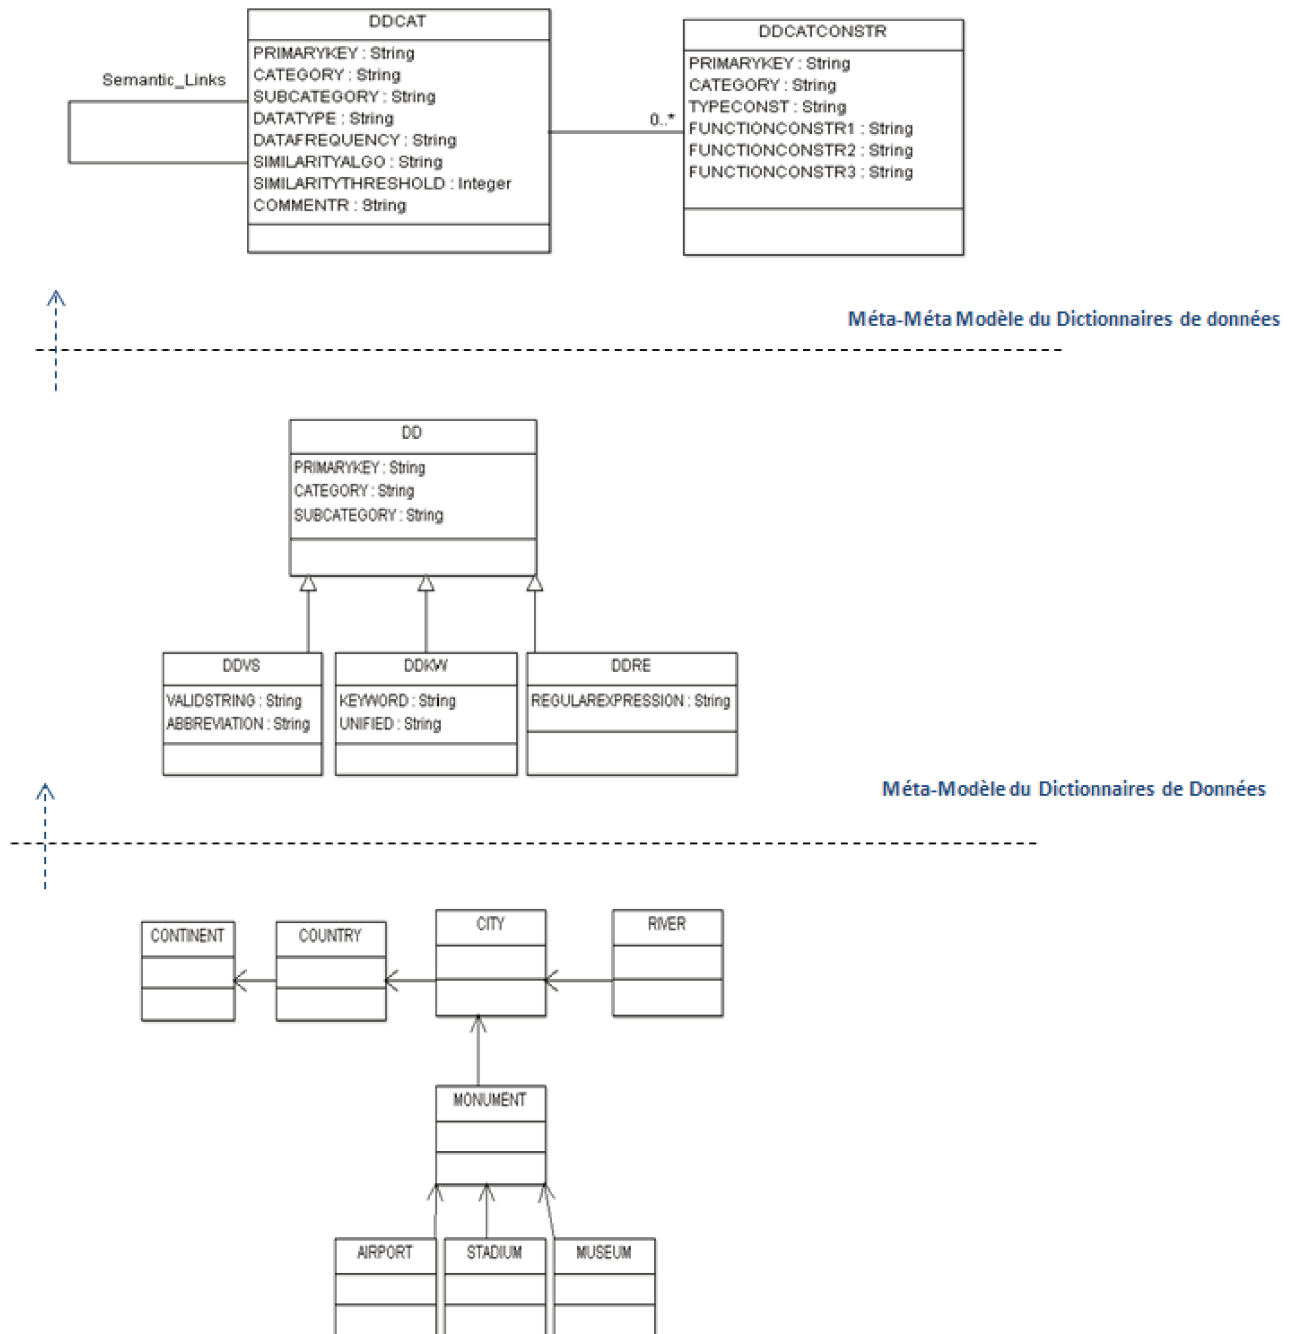 DDCAT
PRIMARYKEY : String
CATEGORY : String
SUBCATEGORY : String
DATATYPE : String
DATAFREQUENCY : String
SIMILARITYALGO : String
SIMILARITYTHRESHOLD : Integer
COMMENTR : String
Semantic_Links
0..*
DDCATCONSTR
PRIMARYKEY : String
CATEGORY : String
TYPECONST : String
FUNCTIONCONSTR1 : String
FUNCTIONCONSTR2 : String
FUNCTIONCONSTR3 : String
Méta-Méta Modèle du Dictionnaires de données
DD
PRIMARYKEY : String
CATEGORY : String
SUBCATEGORY : String
DDVS
VALIDSTRING : String
ABBREVIATION : String
DDKW
KEYWORD : String
UNIFIED : String
DDRE
REGULAREXPRESSION : String
Méta-Modèle du Dictionnaires de Données
CONTINENT
COUNTRY
CITY
RIVER
MONUMENT
AIRPORT
STADIUM
MUSEUM